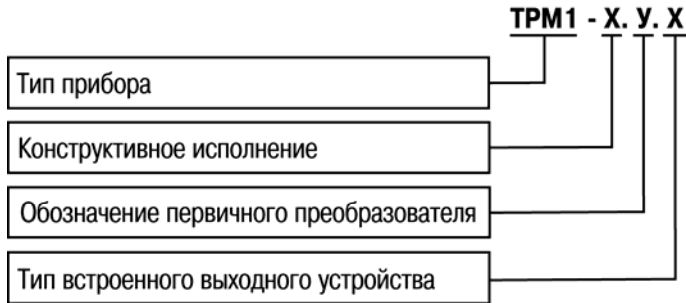 ТРМ1 - Х. У. Х
Тип прибора
Конструктивное исполнение
Обозначение первичного преобразователя
Тип встроенного выходного устройства